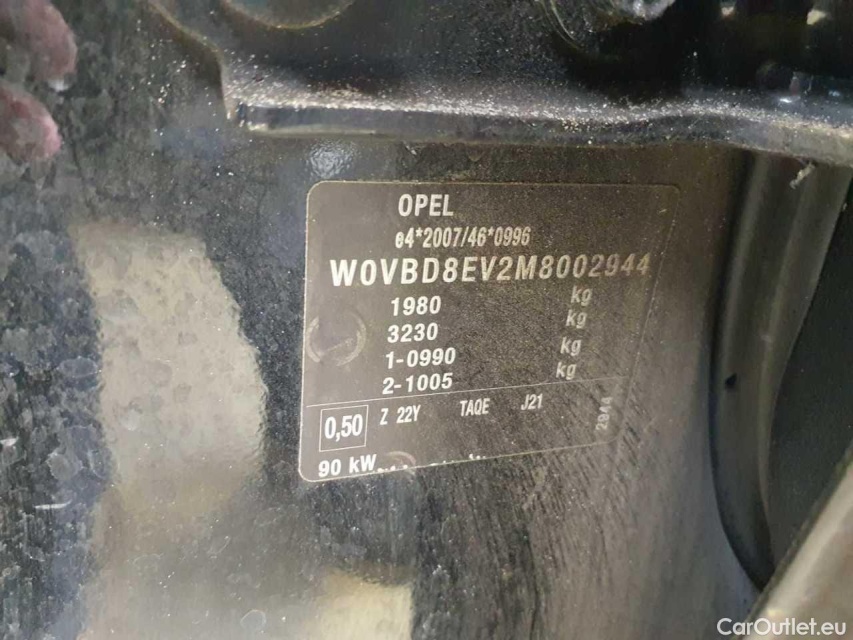 OPEL
e4*2007/46*0996
W0VBD8EV2M8002944
1980 kg
3230 kg
1-0990 kg
2-1005 kg
0,50 Z 22Y TAQE J21
2944
90 kW
CarOutlet.eu